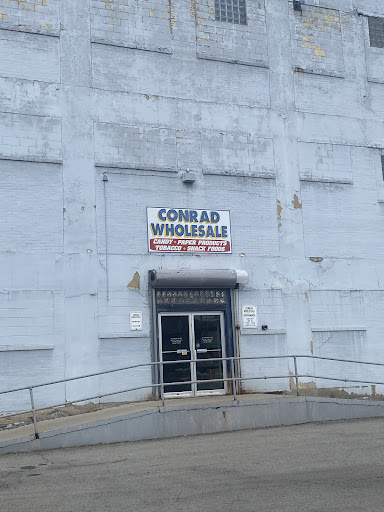 CONRAD
WHOLESALE
CANDY • PAPER PRODUCTS
TOBACCO • SNACK FOODS